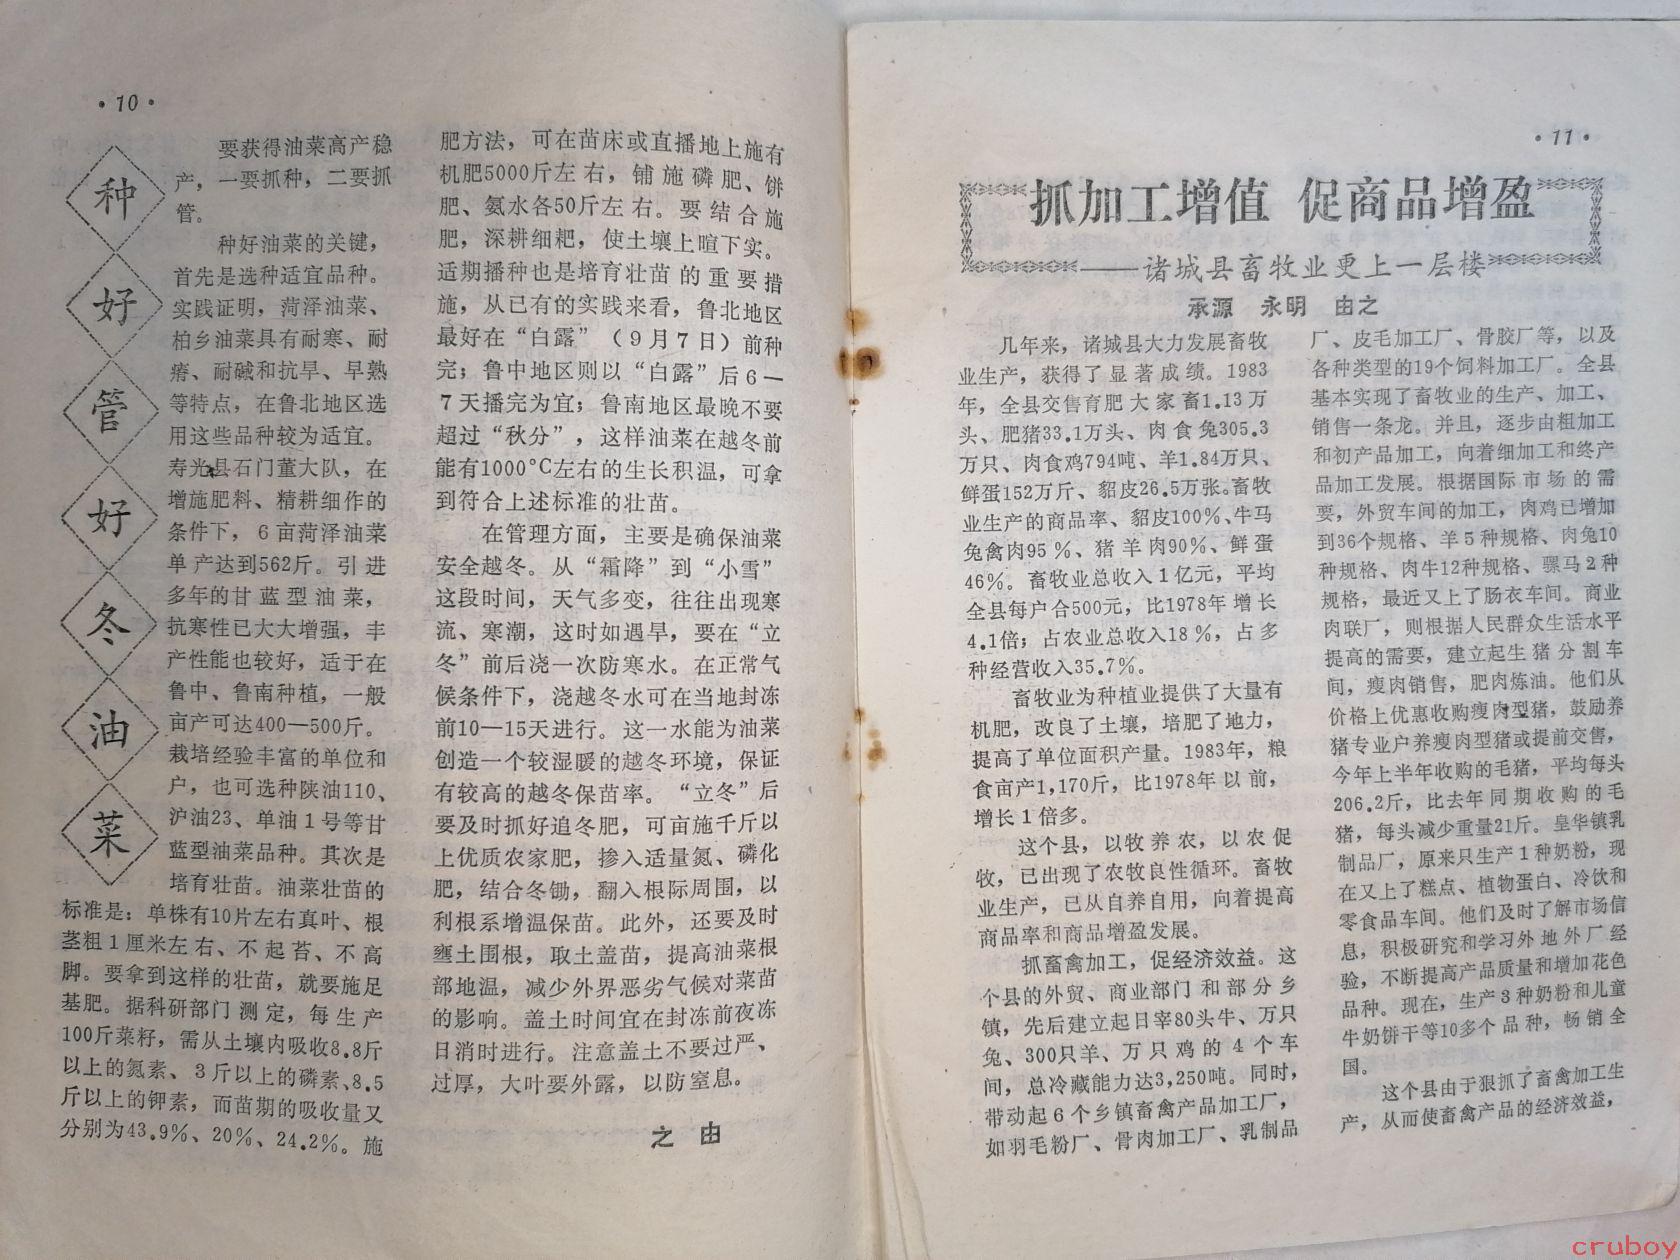 ·10·
种
好
管
好
冬
油
菜
要获得油菜高产稳
产，一要抓种，二要抓
管。
种好油菜的关键，
首先是选种适宜品种。
实践证明，菏泽油菜、
柏乡油菜具有耐寒、耐
瘠、耐碱和抗旱、早熟
等特点，在鲁北地区选
用这些品种较为适宜。
寿光县石门董大队，在
增施肥料、精耕细作的
条件下，6亩菏泽油菜
单产达到562斤。引进
多年的甘蓝型油菜，
抗寒性已大大增强，丰
产性能也较好，适于在
鲁中、鲁南种植，一般
亩产可达400—500斤。
栽培经验丰富的单位和
户，也可选种陕油110、
沪油23、单油1号等甘
蓝型油菜品种。其次是
培育壮苗。油菜壮苗的
标准是：单株有10片左右真叶、根
茎粗1厘米左右、不起苔、不高
脚。要拿到这样的壮苗，就要施足
基肥。据科研部门测定，每生产
100斤菜籽，需从土壤内吸收8.8斤
以上的氮素、3斤以上的磷素、8.5
斤以上的钾素，而苗期的吸收量又
分别为43.9%、20%、24.2%。施
肥方法，可在苗床或直播地上施有
机肥5000斤左右，铺施磷肥、饼
肥、氨水各50斤左右。要结合施
肥，深耕细耙，使土壤上暄下实。
适期播种也是培育壮苗的重要措
施，从已有的实践来看，鲁北地区
最好在“白露”（9月7日）前种
完；鲁中地区则以“白露”后6—
7天播完为宜；鲁南地区最晚不要
超过“秋分”，这样油菜在越冬前
能有1000°C左右的生长积温，可拿
到符合上述标准的壮苗。
在管理方面，主要是确保油菜
安全越冬。从“霜降”到“小雪”
这段时间，天气多变，往往出现寒
流、寒潮，这时如遇旱，要在“立
冬”前后浇一次防寒水。在正常气
候条件下，浇越冬水可在当地封冻
前10—15天进行。这一水能为油菜
创造一个较湿暖的越冬环境，保证
有较高的越冬保苗率。“立冬”后
要及时抓好追冬肥，可亩施千斤以
上优质农家肥，掺入适量氮、磷化
肥，结合冬锄，翻入根际周围，以
利根系增温保苗。此外，还要及时
壅土围根，取土盖苗，提高油菜根
部地温，减少外界恶劣气候对菜苗
的影响。盖土时间宜在封冻前夜冻
日消时进行。注意盖土不要过严、
过厚，大叶要外露，以防窒息。
之由
·11·
抓加工增值 促商品增盈
——诸城县畜牧业更上一层楼
承源 永明 由之
几年来，诸城县大力发展畜牧
业生产，获得了显著成绩。1983
年，全县交售育肥大家畜1.13万
头、肥猪33.1万头、肉食兔305.3
万只、肉食鸡794吨、羊1.84万只、
鲜蛋152万斤、貂皮26.5万张。畜牧
业生产的商品率、貂皮100%、牛马
兔禽肉95%、猪羊肉90%、鲜蛋
46%。畜牧业总收入1亿元，平均
全县每户合500元，比1978年增长
4.1倍；占农业总收入18%，占多
种经营收入35.7%。
畜牧业为种植业提供了大量有
机肥，改良了土壤，培肥了地力，
提高了单位面积产量。1983年，粮
食亩产1,170斤，比1978年以前，
增长1倍多。
这个县，以牧养农，以农促
牧，已出现了农牧良性循环。畜牧
业生产，已从自养自用，向着提高
商品率和商品增盈发展。
抓畜禽加工，促经济效益。这
个县的外贸、商业部门和部分乡
镇，先后建立起日宰80头牛、万只
兔、300只羊、万只鸡的4个车
间，总冷藏能力达3,250吨。同时，
带动起6个乡镇畜禽产品加工厂，
如羽毛粉厂、骨肉加工厂、乳制品
厂、皮毛加工厂、骨胶厂等，以及
各种类型的19个饲料加工厂。全县
基本实现了畜牧业的生产、加工、
销售一条龙。并且，逐步由粗加工
和初产品加工，向着细加工和终产
品加工发展。根据国际市场的需
要，外贸车间的加工，肉鸡已增加
到36个规格、羊5种规格、肉兔10
种规格、肉牛12种规格、骡马2种
规格，最近又上了肠衣车间。商业
肉联厂，则根据人民群众生活水平
提高的需要，建立起生猪分割车
间，瘦肉销售，肥肉炼油。他们从
价格上优惠收购瘦肉型猪，鼓励养
猪专业户养瘦肉型猪或提前交售，
今年上半年收购的毛猪，平均每头
206.2斤，比去年同期收购的毛
猪，每头减少重量21斤。皇华镇乳
制品厂，原来只生产1种奶粉，现
在又上了糕点、植物蛋白、冷饮和
零食品车间。他们及时了解市场信
息，积极研究和学习外地外厂经
验，不断提高产品质量和增加花色
品种。现在，生产3种奶粉和儿童
牛奶饼干等10多个品种，畅销全
国。
这个县由于狠抓了畜禽加工生
产，从而使畜禽产品的经济效益，
cruboy